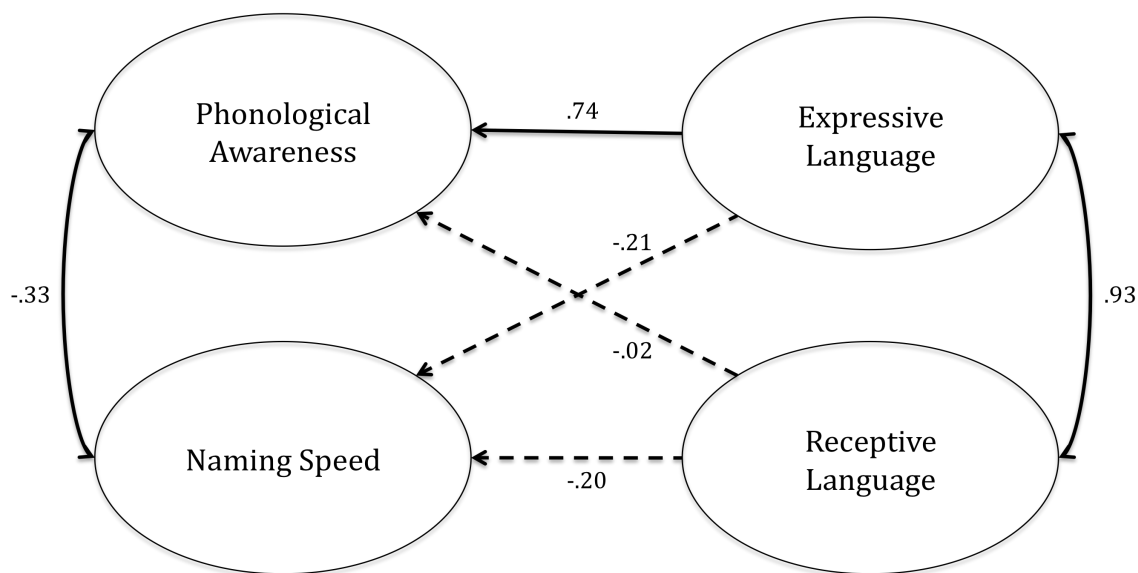 Phonological
Awareness
.74
Expressive
Language
-.21
-.33
.93
-.02
Naming Speed
-.20
Receptive
Language